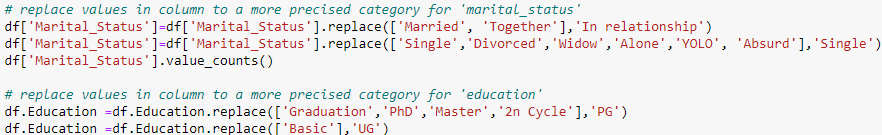 # replace values in column to a more precised category for 'marital_status'
df['Marital_Status']=df['Marital_Status'].replace(['Married', 'Together'],'In relationship')
df['Marital_Status']=df['Marital_Status'].replace(['Single','Divorced','Widow','Alone','YOLO', 'Absurd'],'Single')
df['Marital_Status'].value_counts()
# replace values in column to a more precised category for 'education'
df.Education =df.Education.replace(['Graduation','PhD','Master','2n Cycle'],'PG')
df.Education =df.Education.replace(['Basic'],'UG')